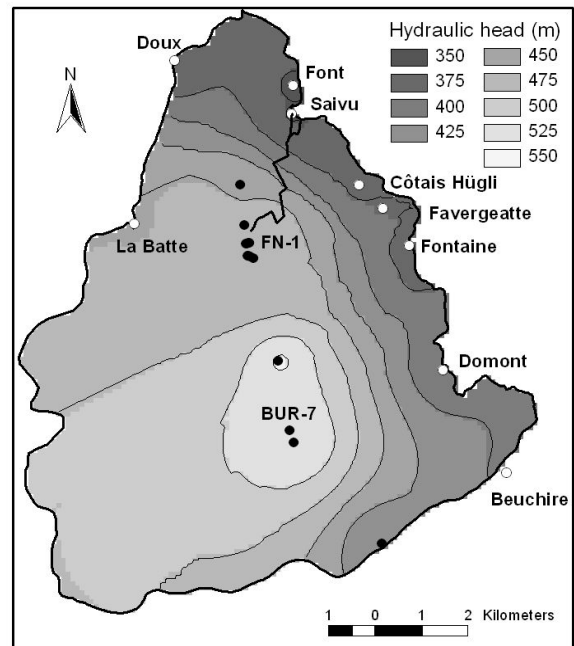 Hydraulic head (m)
350 450
375 475
400 500
425 525
550
Doux
N
Font
Saivu
Côtais Hügli
Favergeatte
La Batte
FN-1
Fontaine
Domont
BUR-7
Beuchire
1 0 1 2 Kilometers